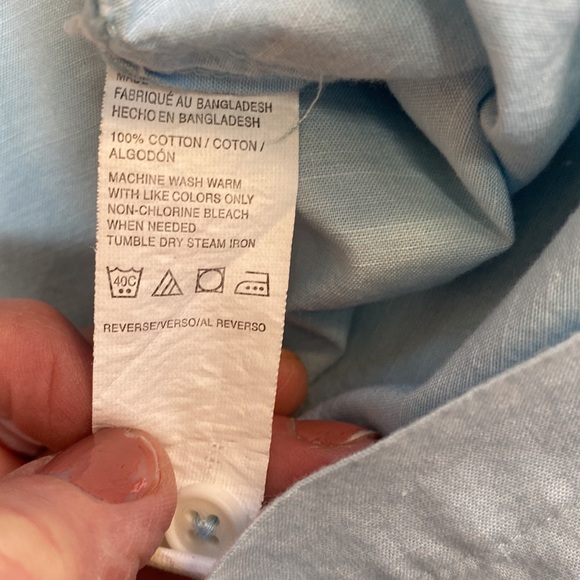 MADE
FABRIQUÉ AU BANGLADESH
HECHO EN BANGLADESH
100% COTTON / COTON /
ALGODÓN
MACHINE WASH WARM
WITH LIKE COLORS ONLY
NON-CHLORINE BLEACH
WHEN NEEDED
TUMBLE DRY STEAM IRON
40C
REVERSE/VERSO/AL REVERSO